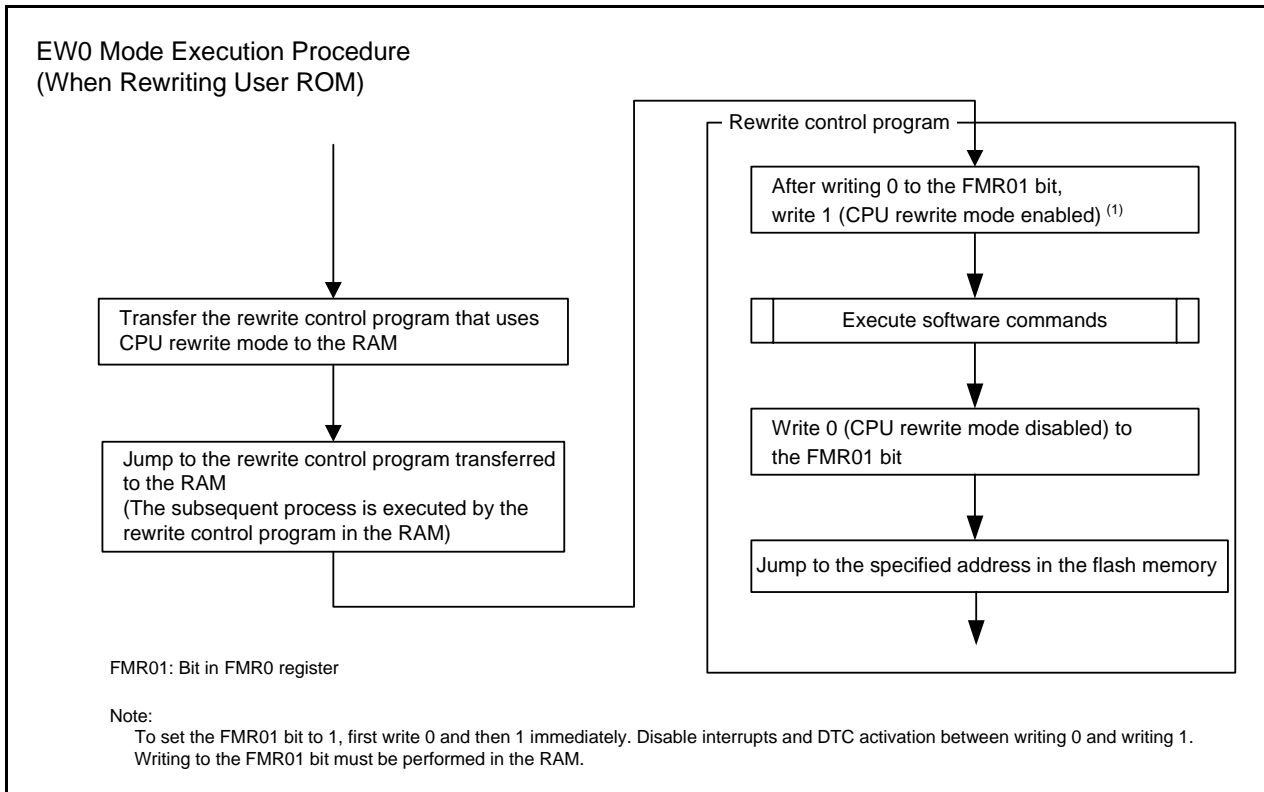 EW0 Mode Execution Procedure
(When Rewriting User ROM)
Transfer the rewrite control program that uses
CPU rewrite mode to the RAM
Jump to the rewrite control program transferred
to the RAM
(The subsequent process is executed by the
rewrite control program in the RAM)
Rewrite control program
After writing 0 to the FMR01 bit,
write 1 (CPU rewrite mode enabled) (1)
Execute software commands
Write 0 (CPU rewrite mode disabled) to
the FMR01 bit
Jump to the specified address in the flash memory
FMR01: Bit in FMR0 register
Note:
To set the FMR01 bit to 1, first write 0 and then 1 immediately. Disable interrupts and DTC activation between writing 0 and writing 1.
Writing to the FMR01 bit must be performed in the RAM.